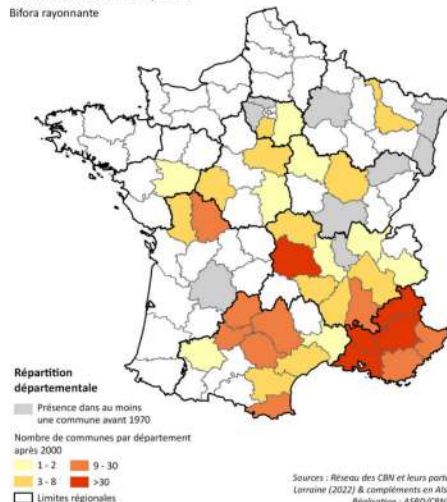 Bifora rayonnante
Répartition
départementale
Présence dans au moins
une commune avant 1970
Nombre de communes par département
après 2000
1 - 2
9 - 30
3 - 8
>30
Limites régionales
Sources : Réseau des CBN et leurs part
Lorraine (2022) & compléments en Als
Réalisation :